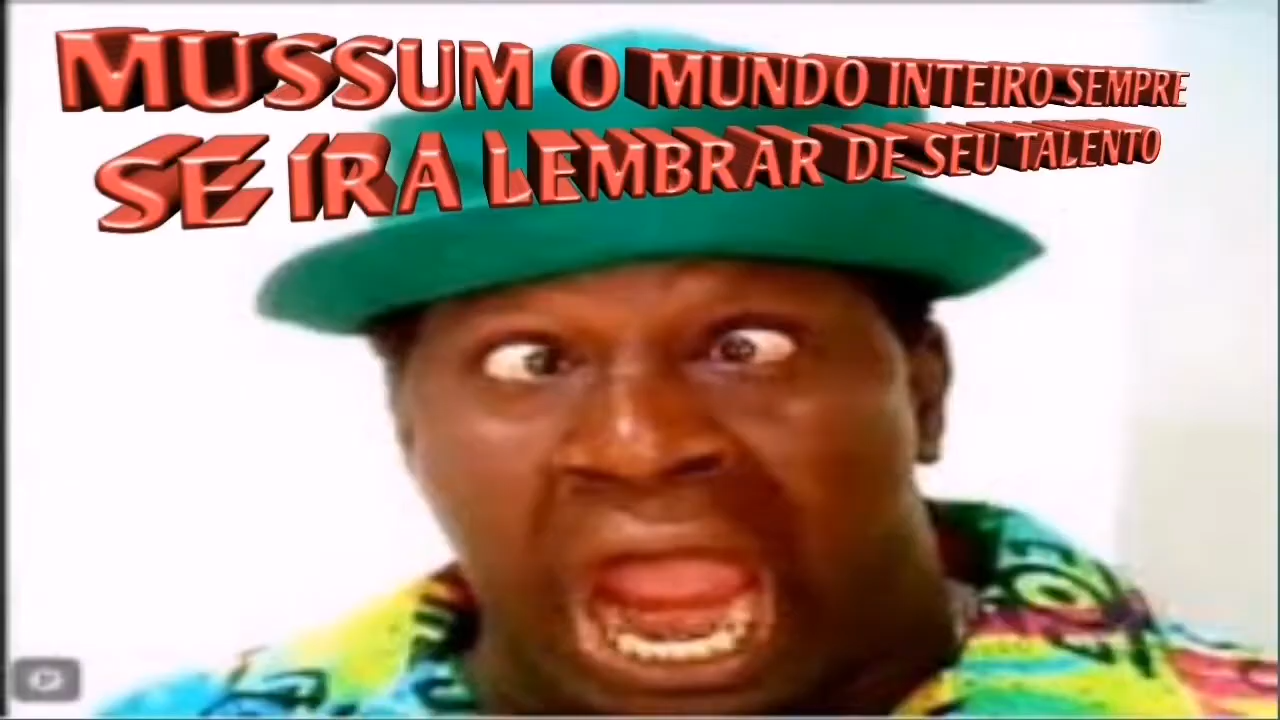 MUSSUM O MUNDO INTEIRO SEMPRE
SE IRA LEMBRAR DE SEU TALENTO